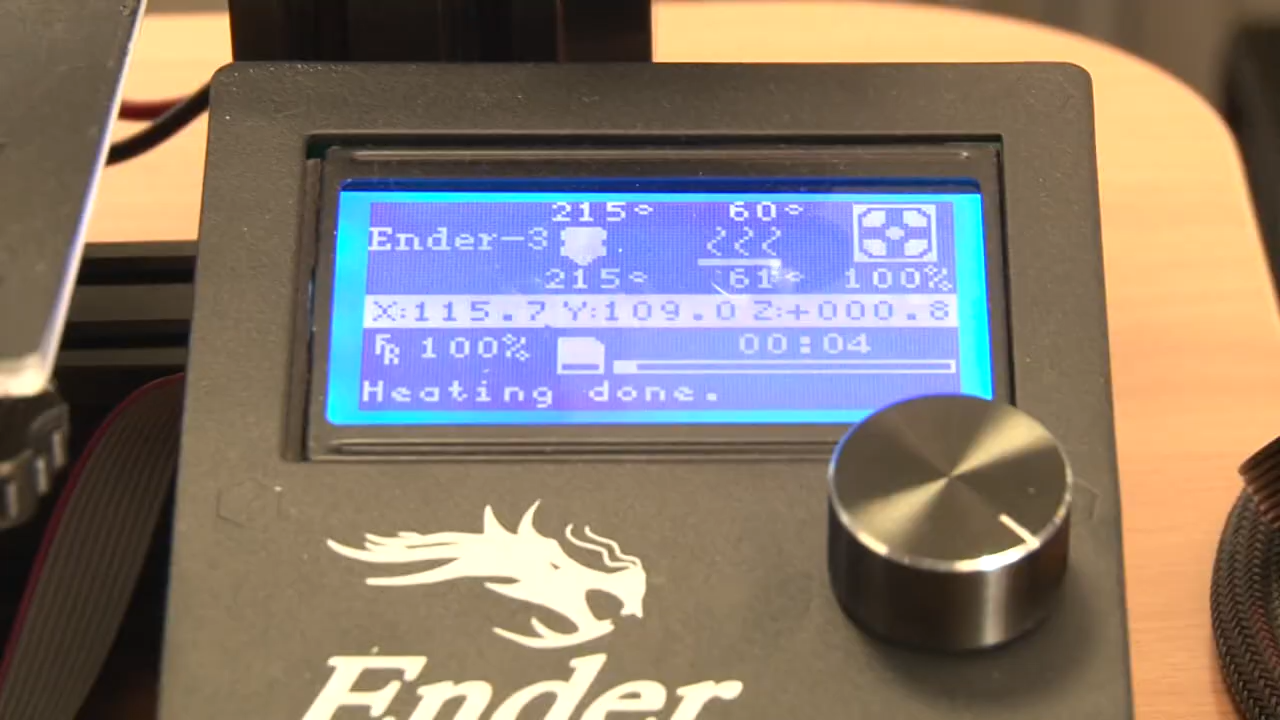 215° 60°
Ender-3
215° 61° 100%
X:115.7 Y:109.0 Z:+000.8
FR 100% 00:04
Heating done.
Ender